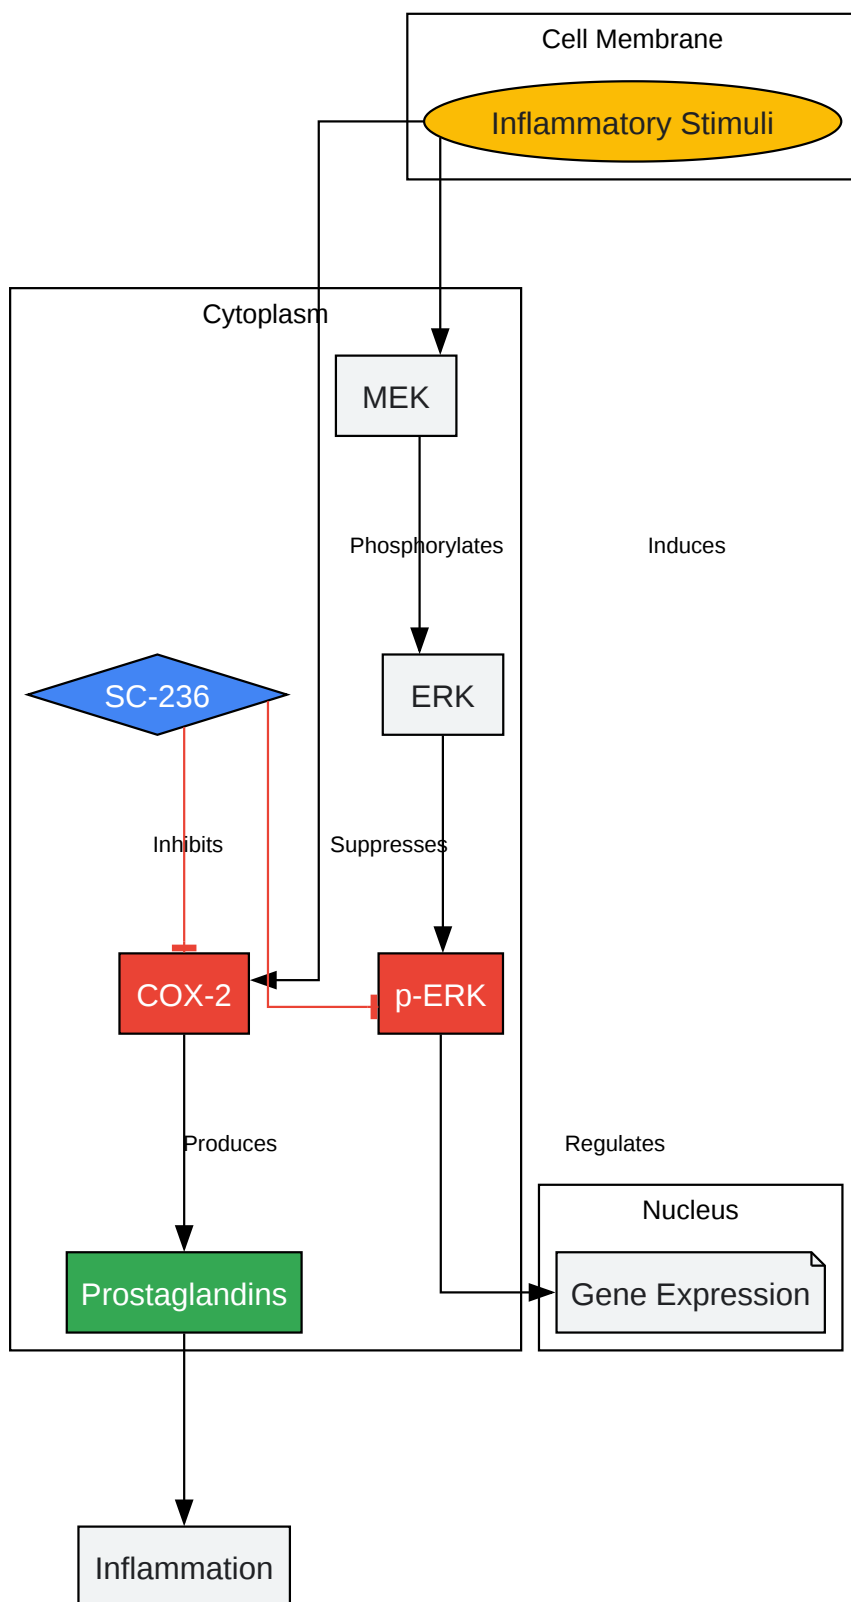 Cell Membrane
Inflammatory Stimuli
Cytoplasm
MEK
Phosphorylates
Induces
SC-236
ERK
Inhibits
Suppresses
COX-2
p-ERK
Produces
Regulates
Nucleus
Prostaglandins
Gene Expression
Inflammation